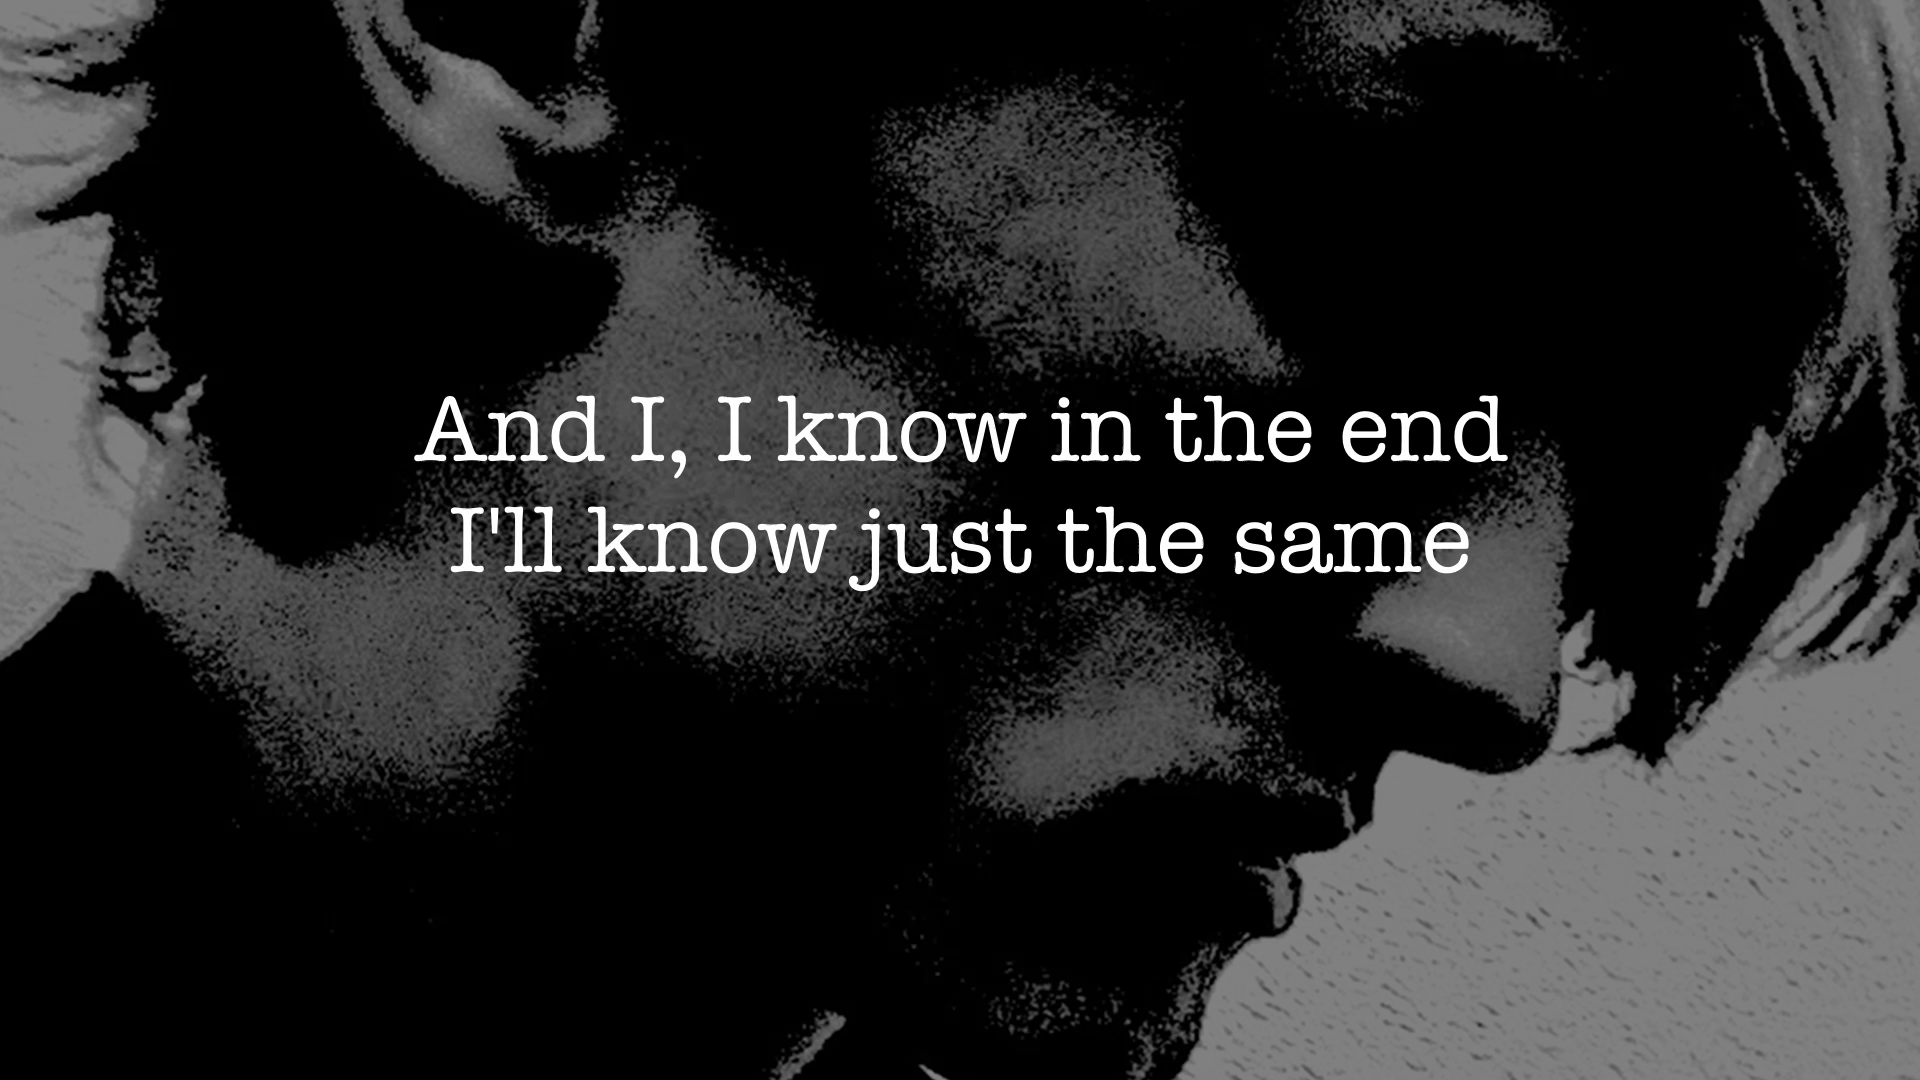 And I, I know in the end
I'll know just the same